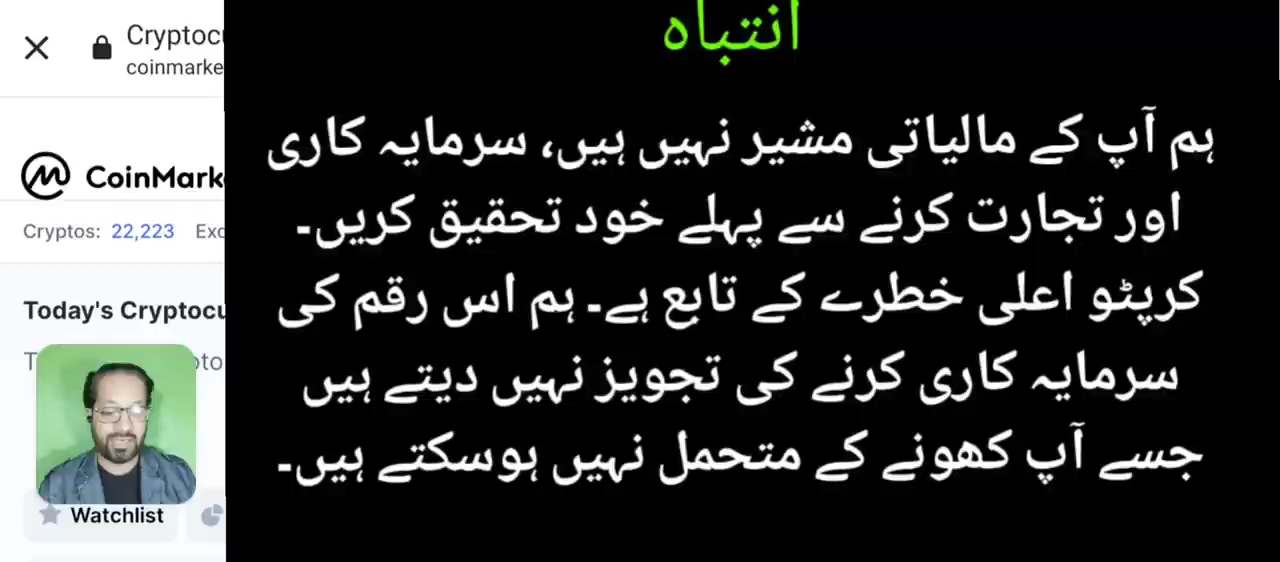 Cryptocu
coinmarke
CoinMark
Cryptos: 22,223 Exc
Today's Cryptocu
Watchlist
انتباہ
ہم آپ کے مالیاتی مشیر نہیں ہیں، سرمایہ کاری
اور تجارت کرنے سے پہلے خود تحقیق کریں۔
کرپٹو اعلی خطرے کے تابع ہے۔ ہم اس رقم کی
سرمایہ کاری کرنے کی تجویز نہیں دیتے ہیں
جسے آپ کھونے کے متحمل نہیں ہوسکتے ہیں۔